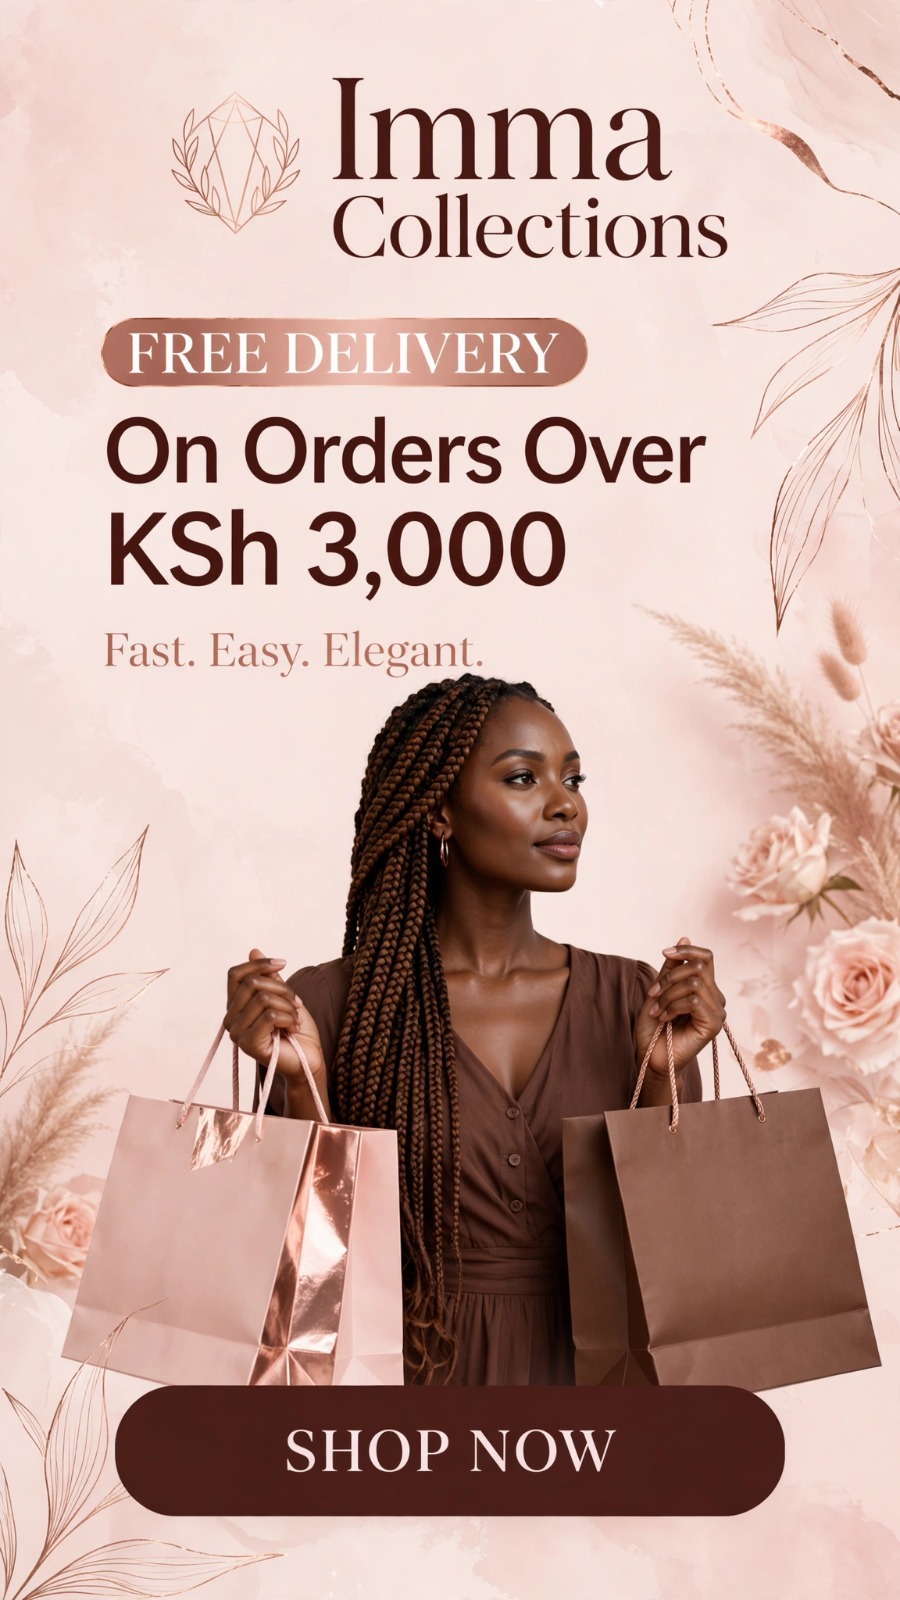 Imma
Collections
FREE DELIVERY
On Orders Over
KSh 3,000
Fast. Easy. Elegant.
SHOP NOW